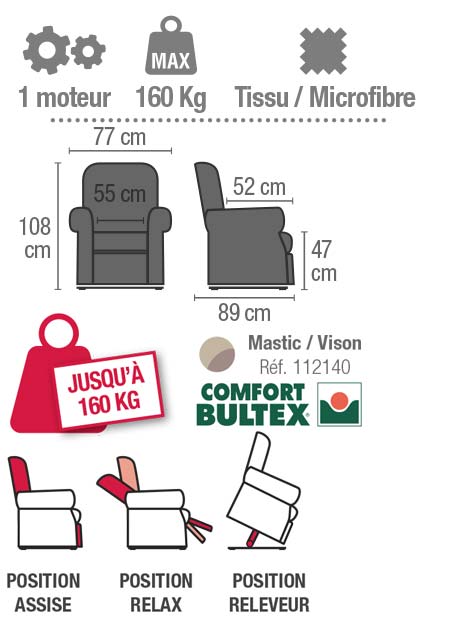 MAX
1 moteur 160 Kg Tissu / Microfibre
77 cm
55 cm
52 cm
108
cm
47
cm
89 cm
JUSQU'À
160 KG
Mastic / Vison
Réf. 112140
COMFORT
BULTEX®
POSITION
ASSISE
POSITION
RELAX
POSITION
RELEVEUR